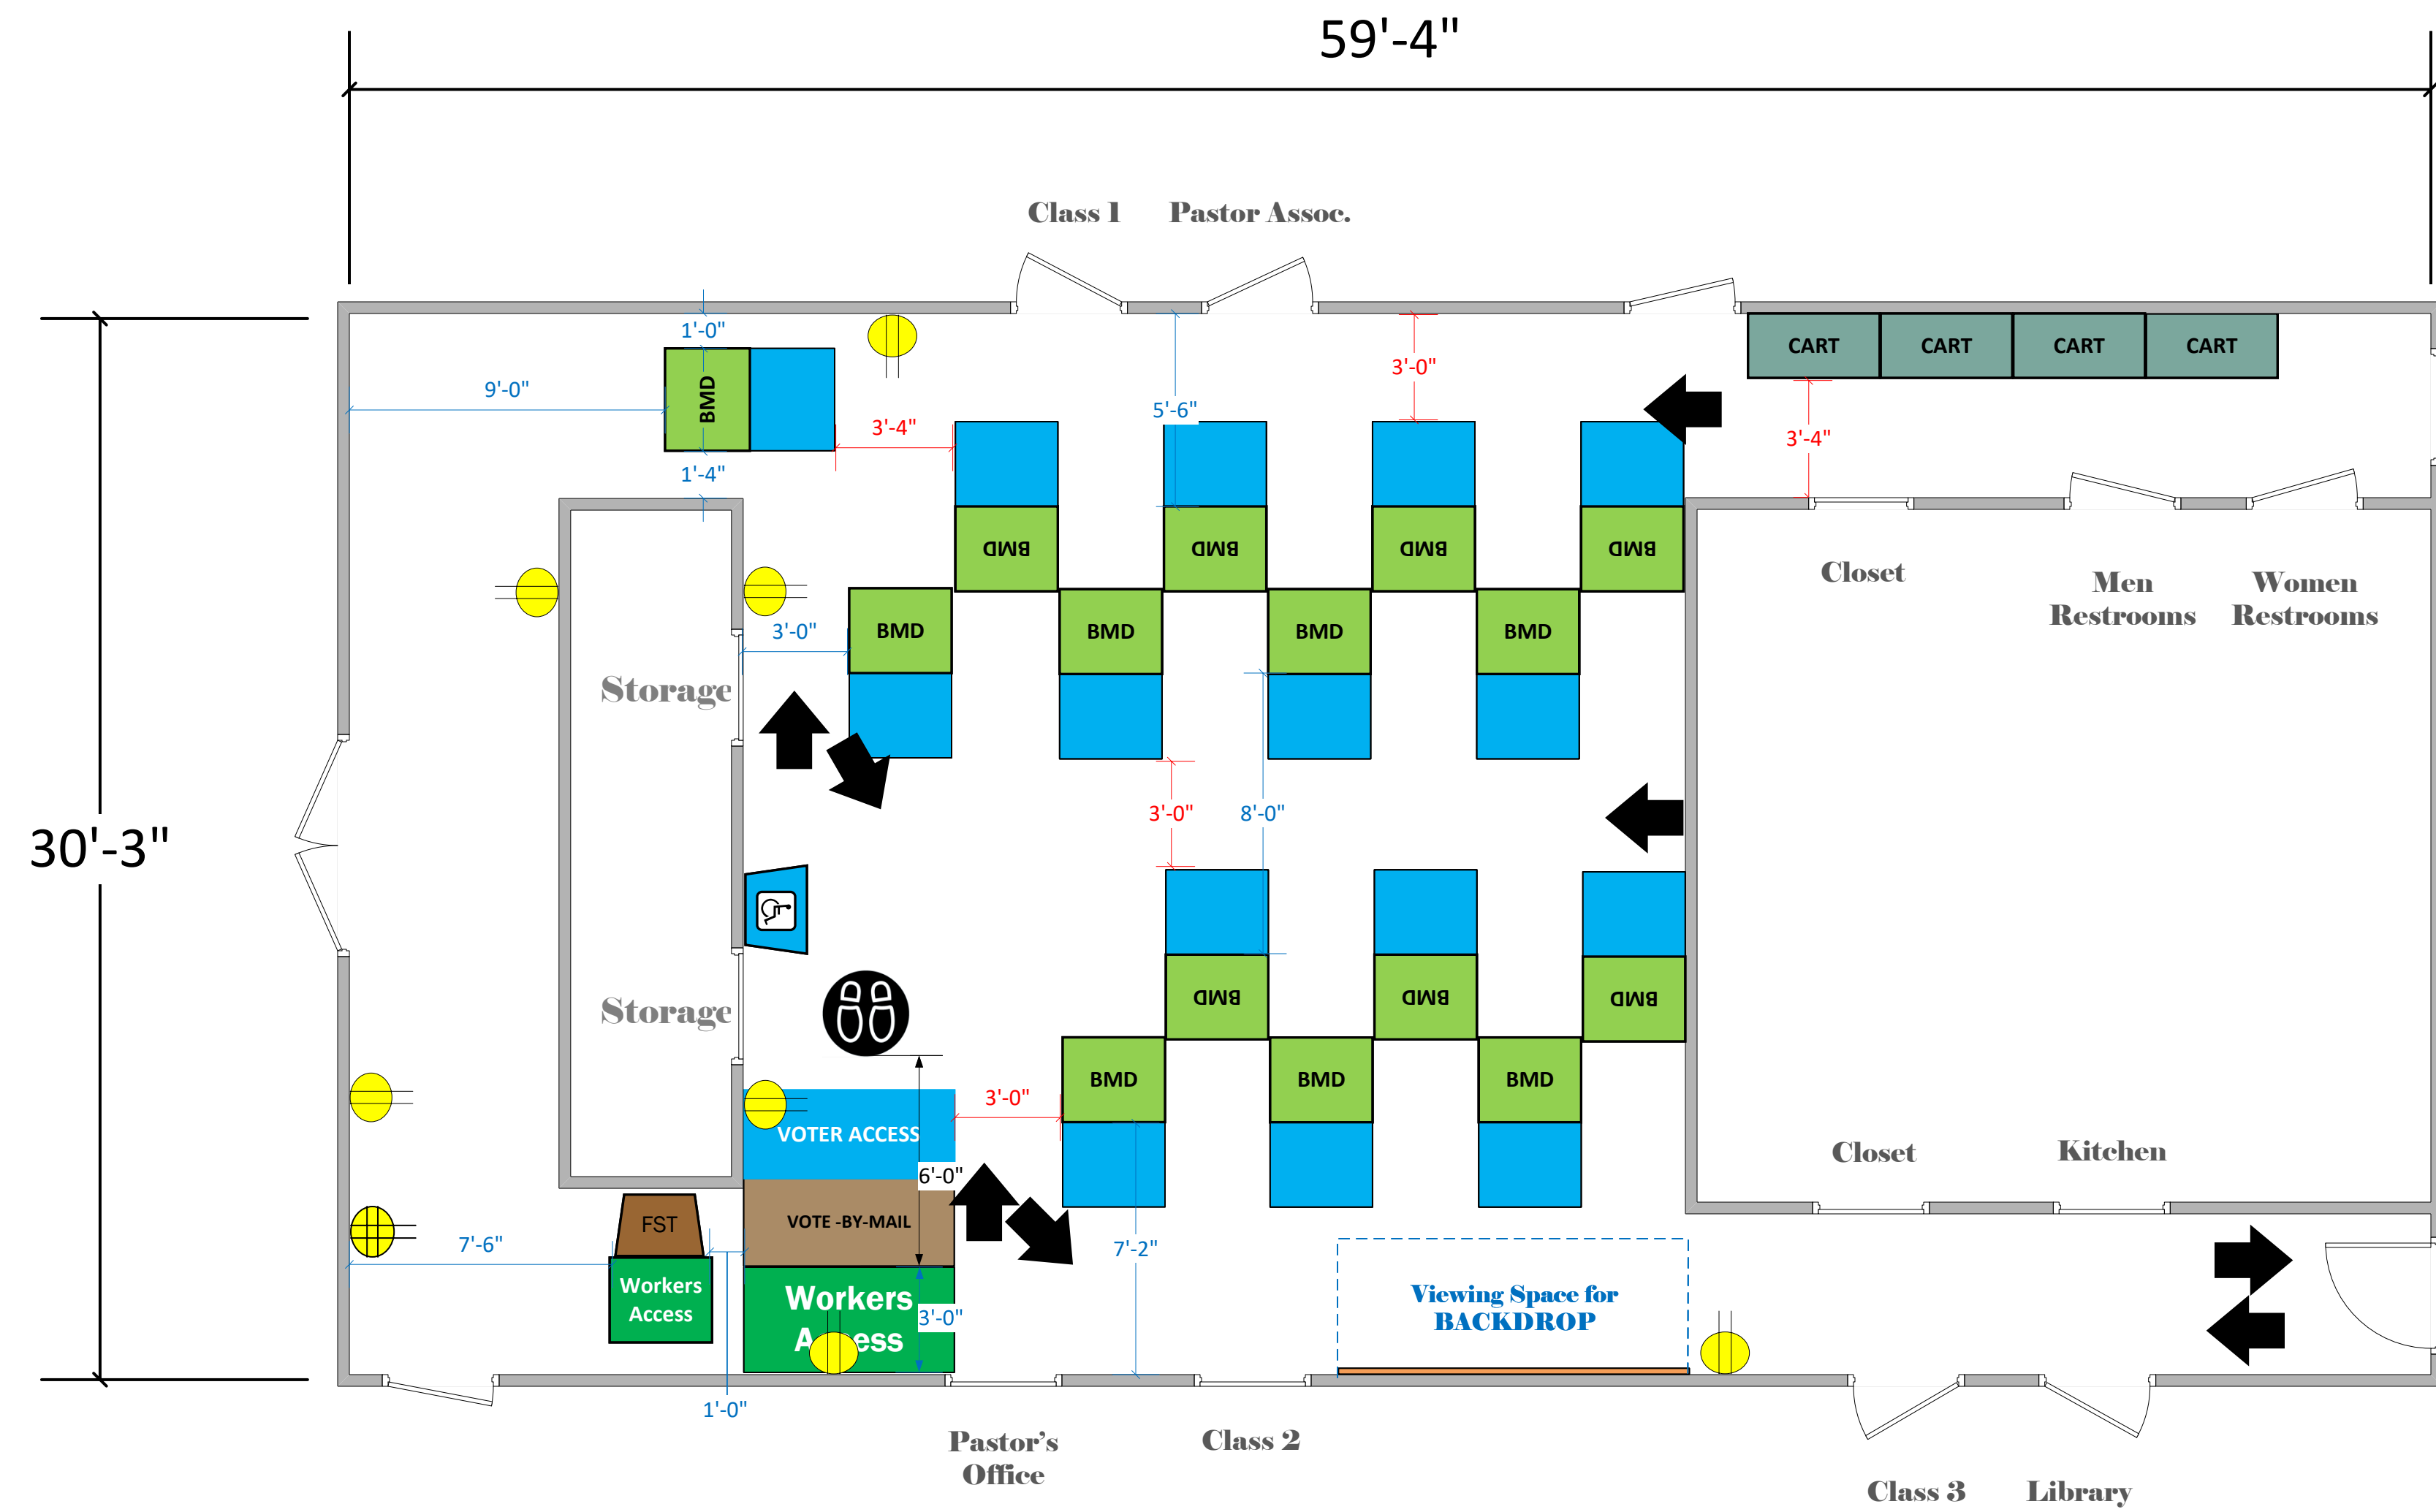 59'-4"
Class 1
Pastor Assoc.
1'-0"
CART
CART
CART
CART
3'-0"
9'-0"
BMD
5'-6"
3'-4"
3'-4"
1'-4"
BMD
BMD
BMD
BMD
Closet
Men
Restrooms
Women
Restrooms
3'-0"
BMD
BMD
BMD
BMD
Storage
3'-0"
8'-0"
30'-3"
Storage
BMD
BMD
BMD
BMD
BMD
BMD
3'-0"
VOTER ACCESS
Closet
Kitchen
6'-0"
FST
VOTE -BY-MAIL
7'-6"
7'-2"
Workers
Access
Workers
Access
3'-0"
Viewing Space for
BACKDROP
1'-0"
Pastor's
Office
Class 2
Class 3
Library